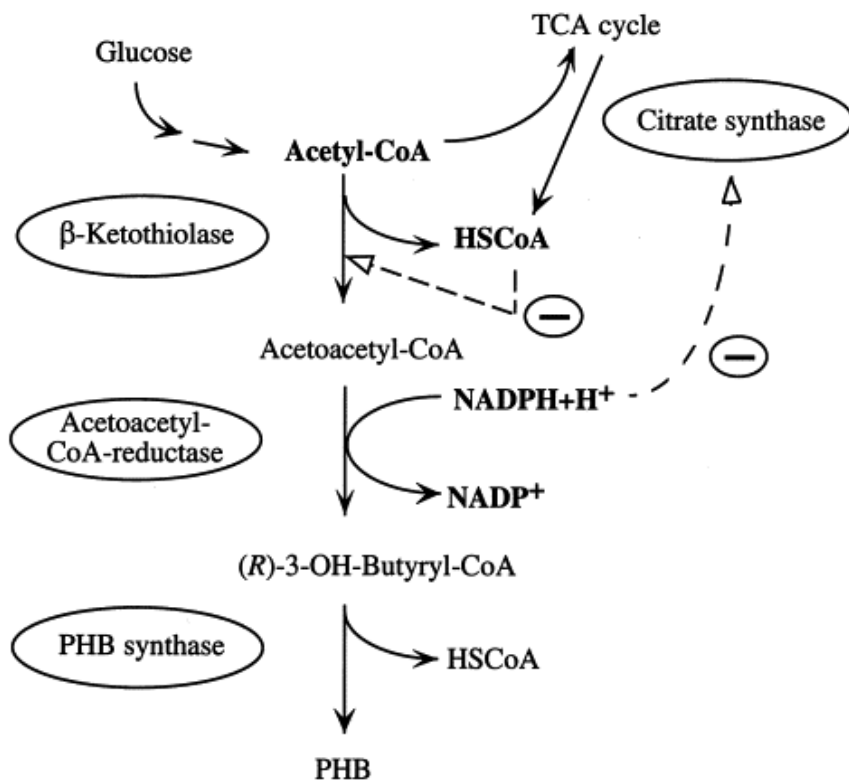 TCA cycle
Glucose
Citrate synthase
Acetyl-CoA
β-Ketothiolase
HSCoA
−
Acetoacetyl-CoA
−
NADPH+H⁺
Acetoacetyl-
CoA-reductase
NADP⁺
(R)-3-OH-Butyryl-CoA
PHB synthase
HSCoA
PHB